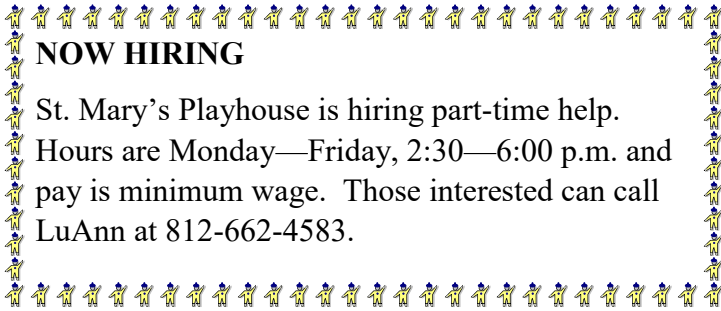 NOW HIRING
St. Mary’s Playhouse is hiring part-time help.
Hours are Monday—Friday, 2:30—6:00 p.m. and
pay is minimum wage.  Those interested can call
LuAnn at 812-662-4583.